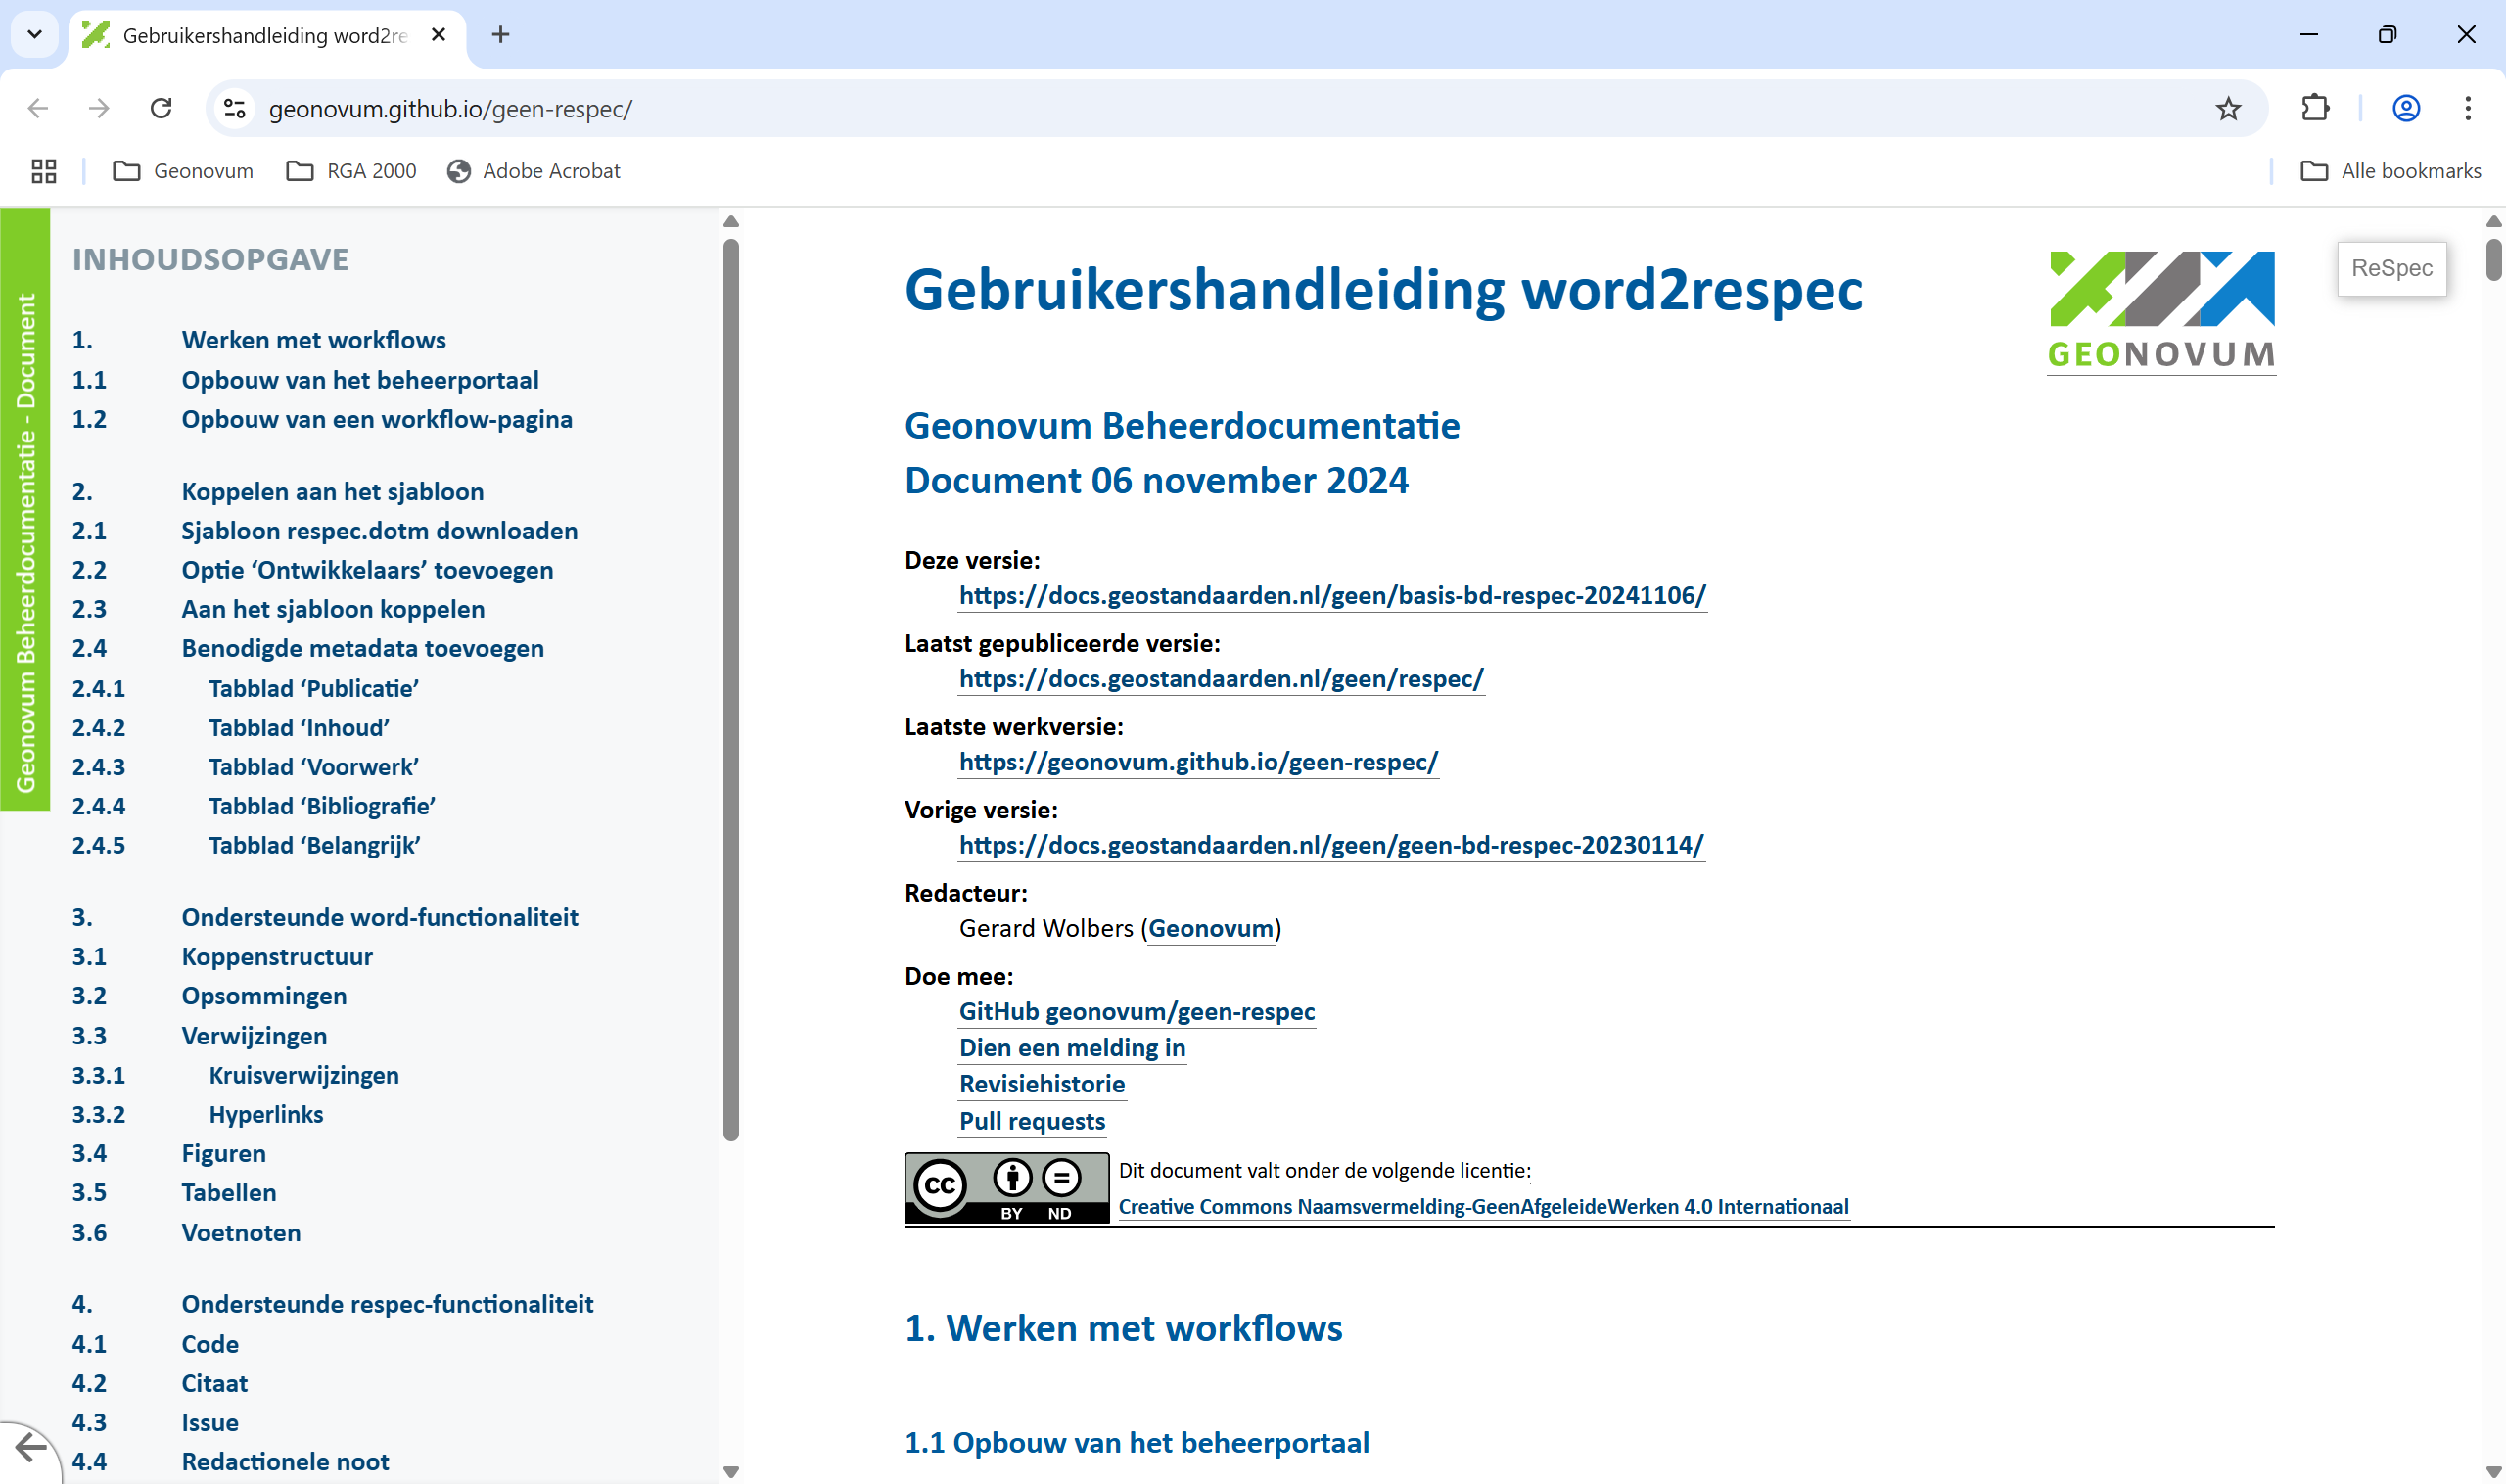 Gebruikershandleiding word2re
geonovum.github.io/geen-respec/
Geonovum
RGA 2000
Adobe Acrobat
Alle bookmarks
Geonovum Beheerdocumentatie - Document
INHOUDSOPGAVE
1. Werken met workflows
1.1 Opbouw van het beheerportaal
1.2 Opbouw van een workflow-pagina
2. Koppelen aan het sjabloon
2.1 Sjabloon respec.dotm downloaden
2.2 Optie ‘Ontwikkelaars’ toevoegen
2.3 Aan het sjabloon koppelen
2.4 Benodigde metadata toevoegen
2.4.1 Tabblad ‘Publicatie’
2.4.2 Tabblad ‘Inhoud’
2.4.3 Tabblad ‘Voorwerk’
2.4.4 Tabblad ‘Bibliografie’
2.4.5 Tabblad ‘Belangrijk’
3. Ondersteunde word-functionaliteit
3.1 Koppenstructuur
3.2 Opsommingen
3.3 Verwijzingen
3.3.1 Kruisverwijzingen
3.3.2 Hyperlinks
3.4 Figuren
3.5 Tabellen
3.6 Voetnoten
4. Ondersteunde respec-functionaliteit
4.1 Code
4.2 Citaat
4.3 Issue
4.4 Redactionele noot
Gebruikershandleiding word2respec
GEONOVUM
ReSpec
Geonovum Beheerdocumentatie
Document 06 november 2024
Deze versie:
https://docs.geostandaarden.nl/geen/basis-bd-respec-20241106/
Laatst gepubliceerde versie:
https://docs.geostandaarden.nl/geen/respec/
Laatste werkversie:
https://geonovum.github.io/geen-respec/
Vorige versie:
https://docs.geostandaarden.nl/geen/geen-bd-respec-20230114/
Redacteur:
Gerard Wolbers (Geonovum)
Doe mee:
GitHub geonovum/geen-respec
Dien een melding in
Revisiehistorie
Pull requests
cc BY ND
Dit document valt onder de volgende licentie:
Creative Commons Naamsvermelding-GeenAfgeleideWerken 4.0 Internationaal
1. Werken met workflows
1.1 Opbouw van het beheerportaal